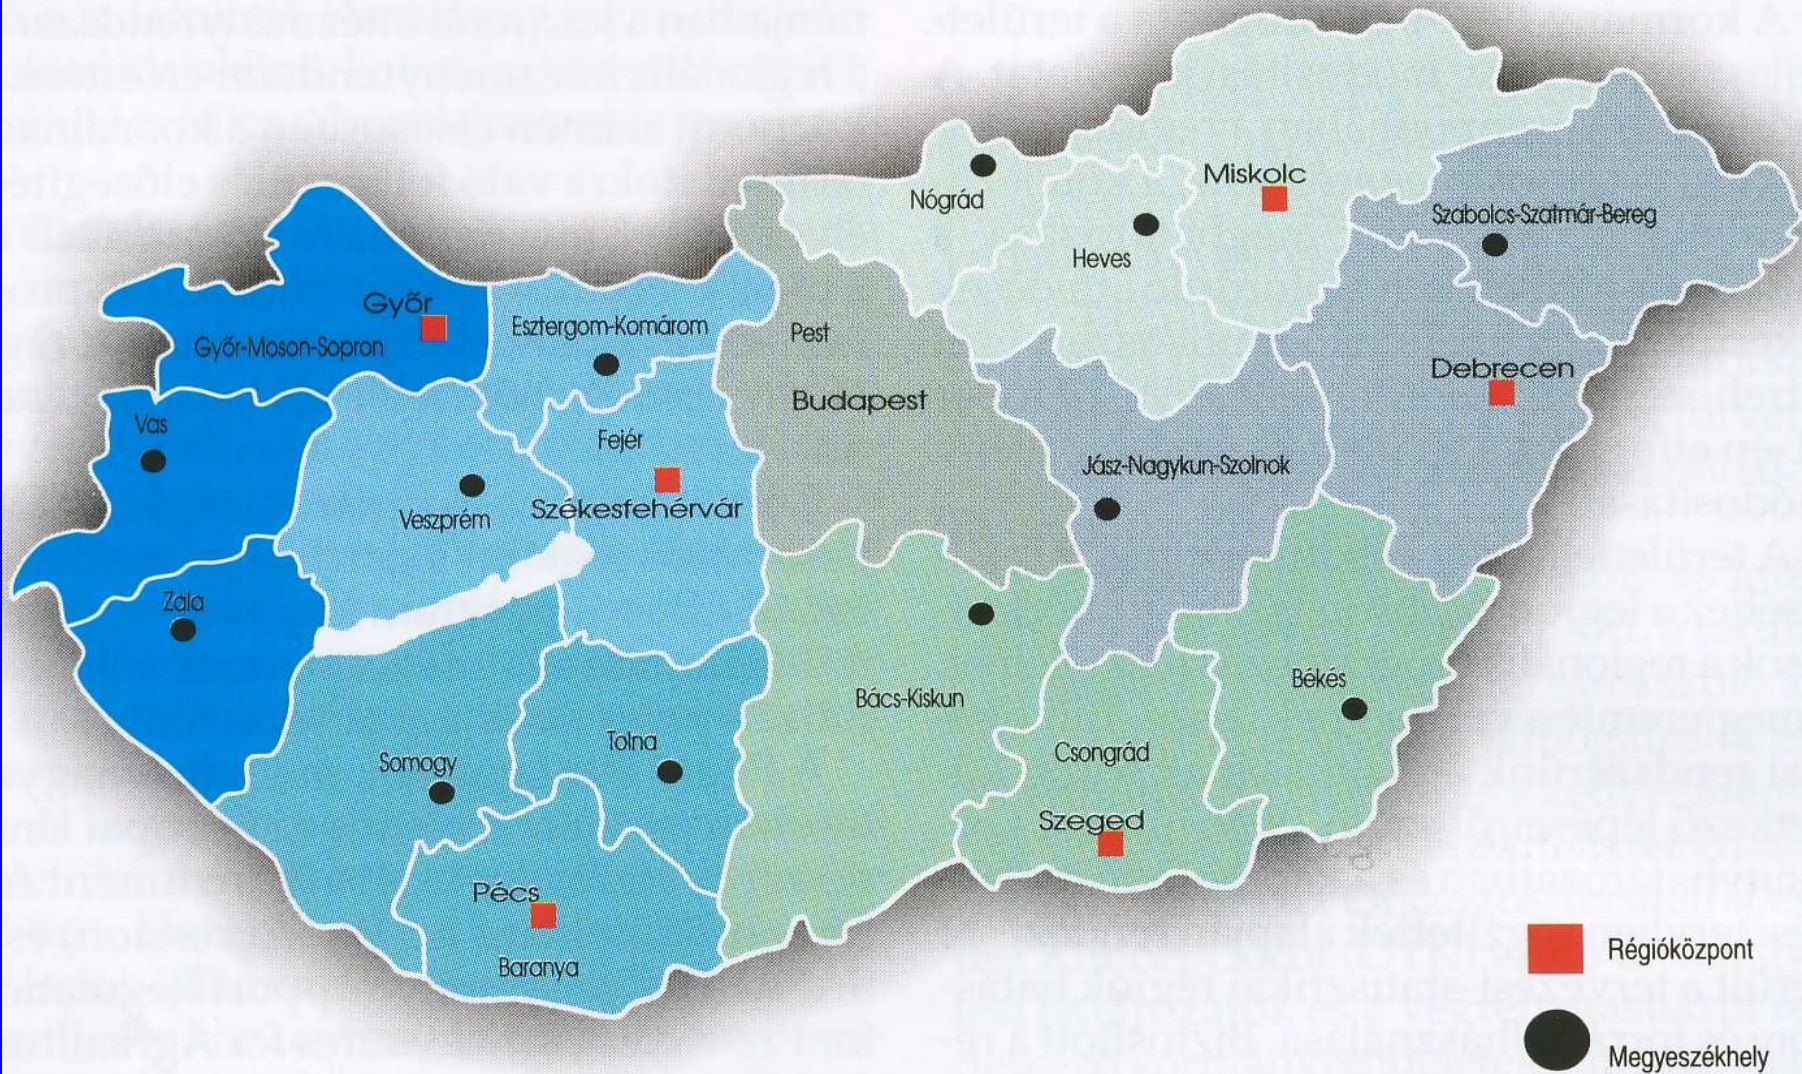 Miskolc
Nógrád
Szabolcs-Szatmár-Bereg
Heves
Győr
Esztergom-Komárom
Győr-Moson-Sopron
Pest
Debrecen
Budapest
Vas
Fejér
Jász-Nagykun-Szolnok
Veszprém
Székesfehérvár
Zala
Békés
Bács-Kiskun
Tolna
Csongrád
Somogy
Szeged
Pécs
Baranya
Régióközpont
Megyeszékhely